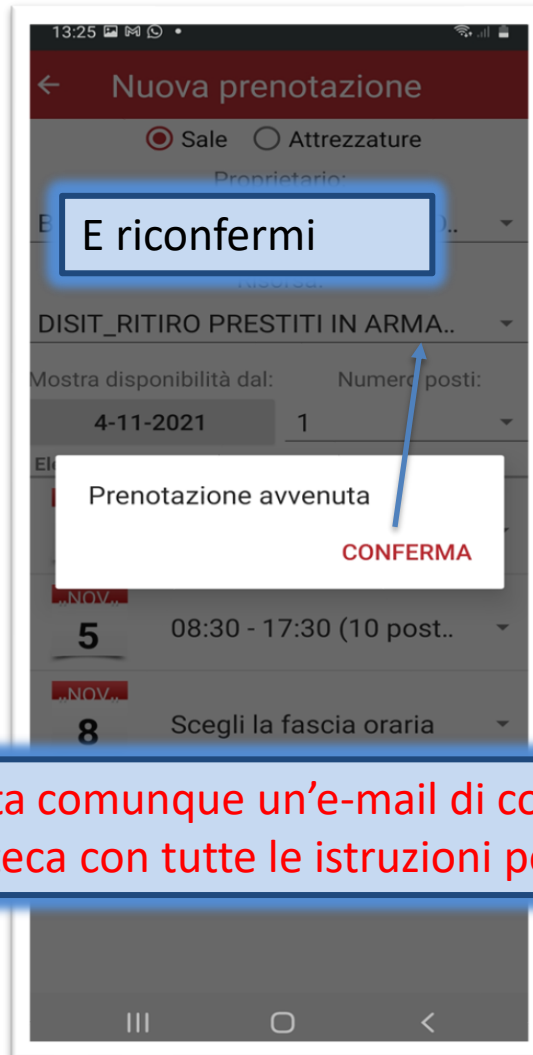 13:25
Nuova prenotazione
Sale Attrezzature
Proprietario:
E riconfermi
DISIT_RITIRO PRESTITI IN ARMA..
Mostra disponibilità dal: Numero posti:
4-11-2021 1
Prenotazione avvenuta
CONFERMA
NOV
5 08:30 - 17:30 (10 post..
NOV
8 Scegli la fascia oraria
ta comunque un’e-mail di co
eca con tutte le istruzioni pe